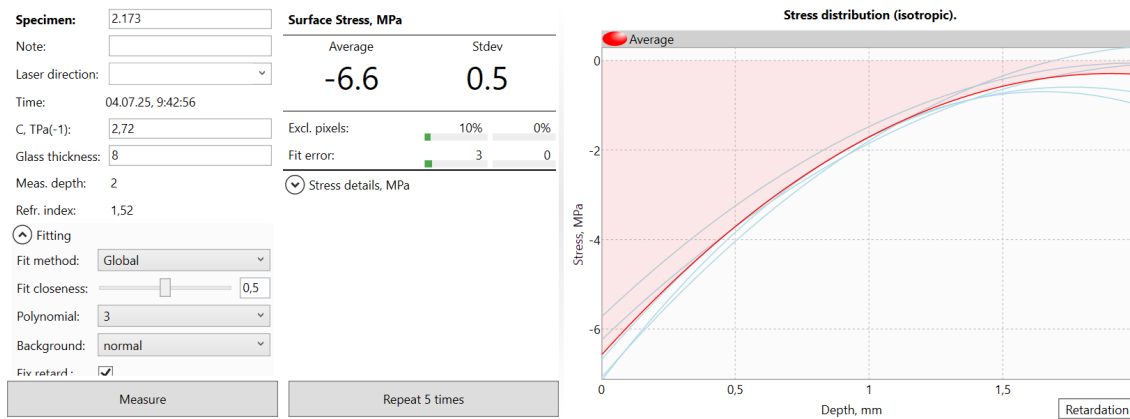 Specimen: 2.173
Note:
Laser direction:
Time: 04.07.25, 9:42:56
C, TPa(-1): 2,72
Glass thickness: 8
Meas. depth: 2
Refr. index: 1,52
Fitting
Fit method: Global
Fit closeness: 0,5
Polynomial: 3
Background: normal
Fix retard.:
Measure
Surface Stress, MPa
Average Stdev
-6.6 0.5
Excl. pixels: 10% 0%
Fit error: 3 0
Stress details, MPa
Repeat 5 times
Stress distribution (isotropic).
Average
Stress, MPa
0
-2
-4
-6
0 0,5 1 1,5
Depth, mm
Retardation